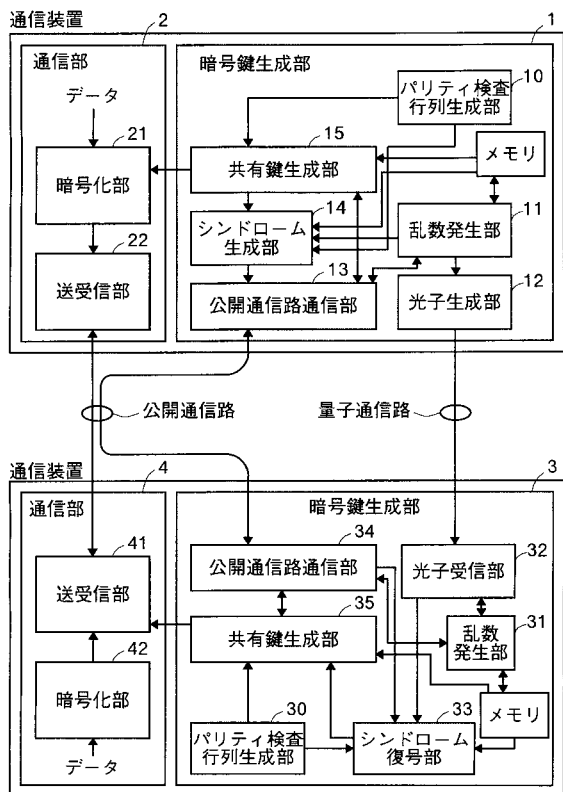 通信装置
2
1
通信部
暗号鍵生成部
データ
パリティ検査
行列生成部
10
21
暗号化部
15
共有鍵生成部
メモリ
14
シンドローム
生成部
11
乱数発生部
22
送受信部
13
公開通信路通信部
12
光子生成部
公開通信路
量子通信路
通信装置
4
3
通信部
暗号鍵生成部
41
送受信部
34
公開通信路通信部
32
光子受信部
35
共有鍵生成部
31
乱数
発生部
42
暗号化部
30
パリティ検査
行列生成部
33
シンドローム
復号部
メモリ
データ